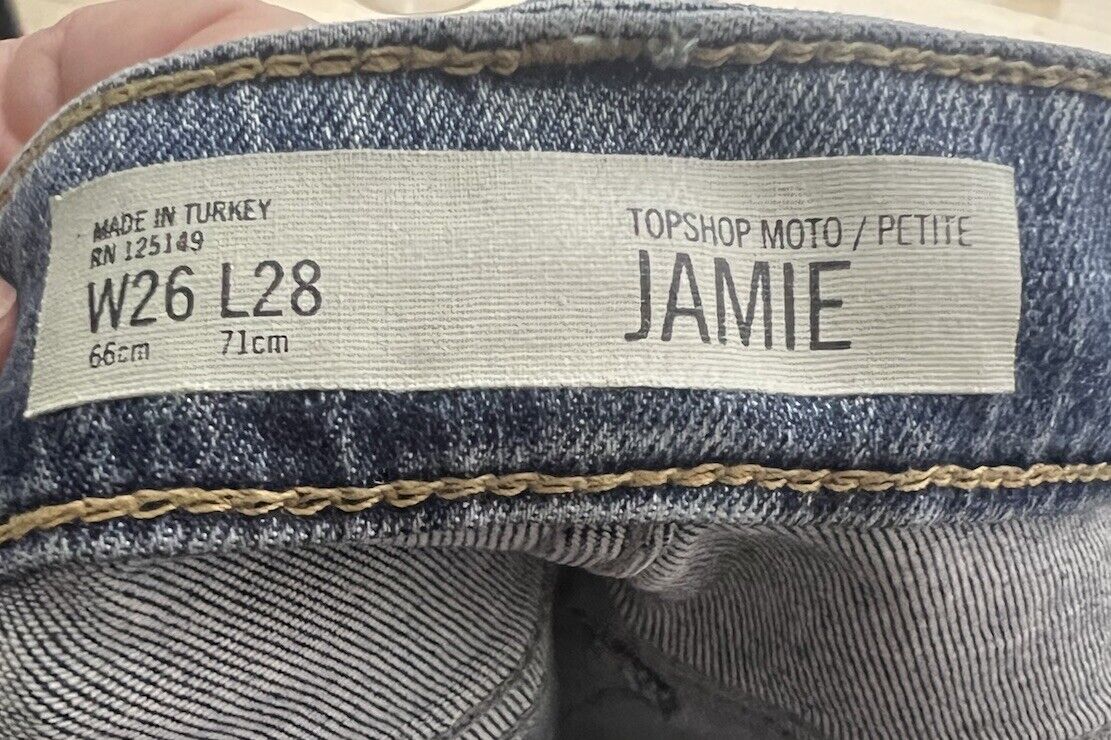 MADE IN TURKEY
RN 125149
W26 L28
66cm 71cm
TOPSHOP MOTO / PETITE
JAMIE